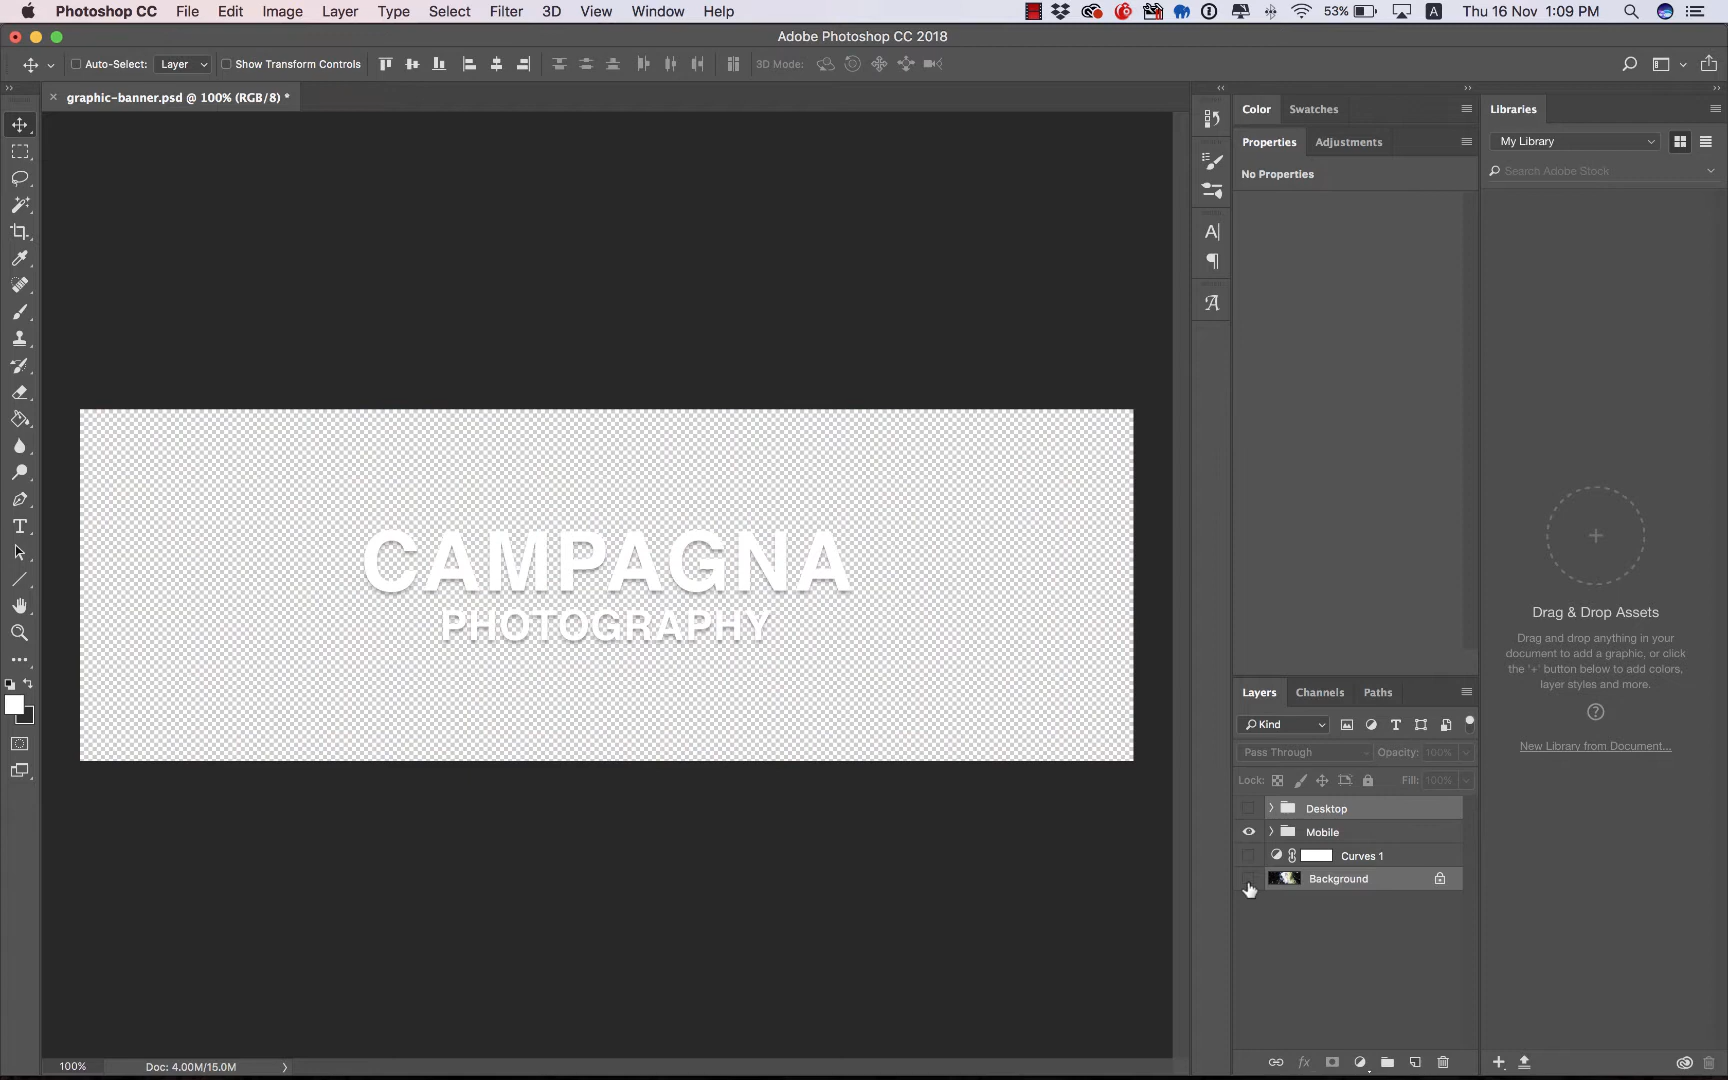 Photoshop CC File Edit Image Layer Type Select Filter 3D View Window Help 53% A Thu 16 Nov 1:09 PM
Adobe Photoshop CC 2018
Auto-Select: Layer Show Transform Controls 3D Mode:
graphic-banner.psd @ 100% (RGB/8) *
Color Swatches
Libraries
Properties Adjustments
My Library
No Properties
Search Adobe Stock
CAMPAGNA
PHOTOGRAPHY
Drag & Drop Assets
Drag and drop anything in your
document to add a graphic, or click
the '+' button below to add colors,
layer styles and more.
New Library from Document...
Layers Channels Paths
Kind
Pass Through Opacity: 100%
Lock: Fill: 100%
Desktop
Mobile
Curves 1
Background
100% Doc: 4.00M/15.0M